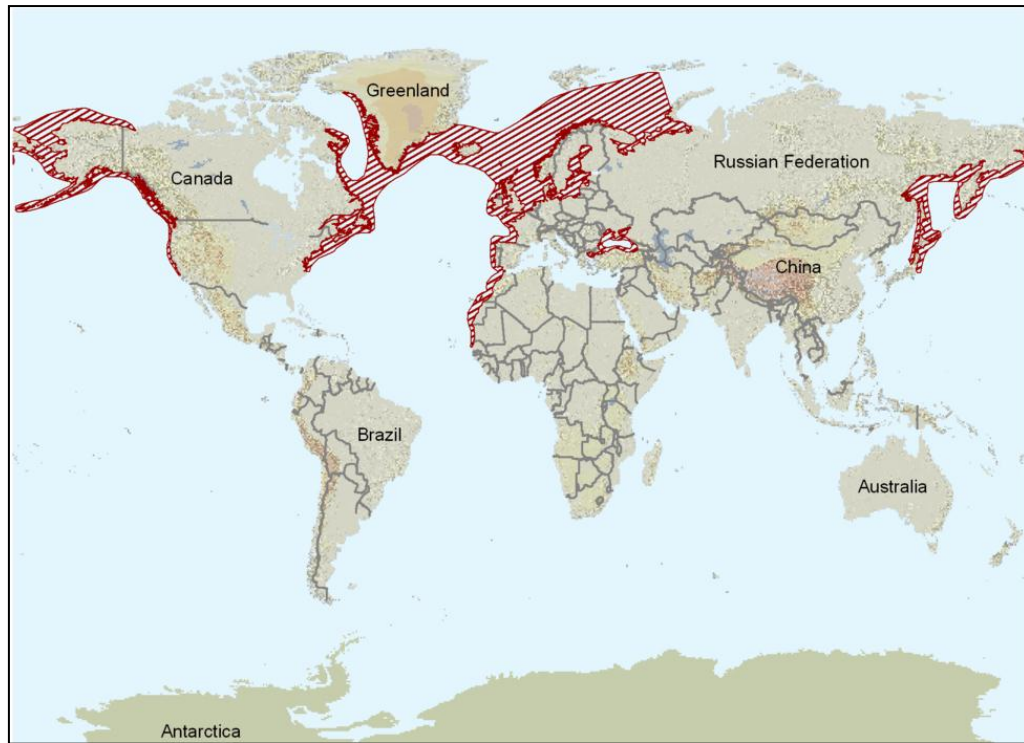 Greenland
Canada
Russian Federation
China
Brazil
Australia
Antarctica